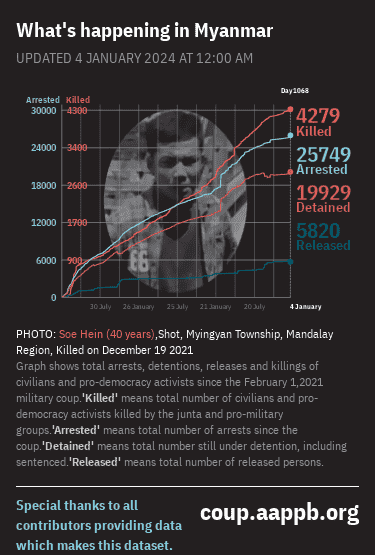 What's happening in Myanmar
UPDATED 4 JANUARY 2024 AT 12:00 AM
Day1068
Arrested Killed
30000 4300
24000 3400
18000 2600
12000 1700
6000 900
0
4279
Killed
25749
Arrested
19929
Detained
5820
Released
66
30 July 26 January 25 July 21 January 20 July 4 January
PHOTO: Soe Hein (40 years),Shot, Myingyan Township, Mandalay
Region, Killed on December 19 2021
Graph shows total arrests, detentions, releases and killings of
civilians and pro-democracy activists since the February 1,2021
military coup.'Killed' means total number of civilians and pro-
democracy activists killed by the junta and pro-military
groups.'Arrested' means total number of arrests since the
coup.'Detained' means total number still under detention, including
sentenced.'Released' means total number of released persons.
Special thanks to all
contributors providing data
which makes this dataset.
coup.aappb.org